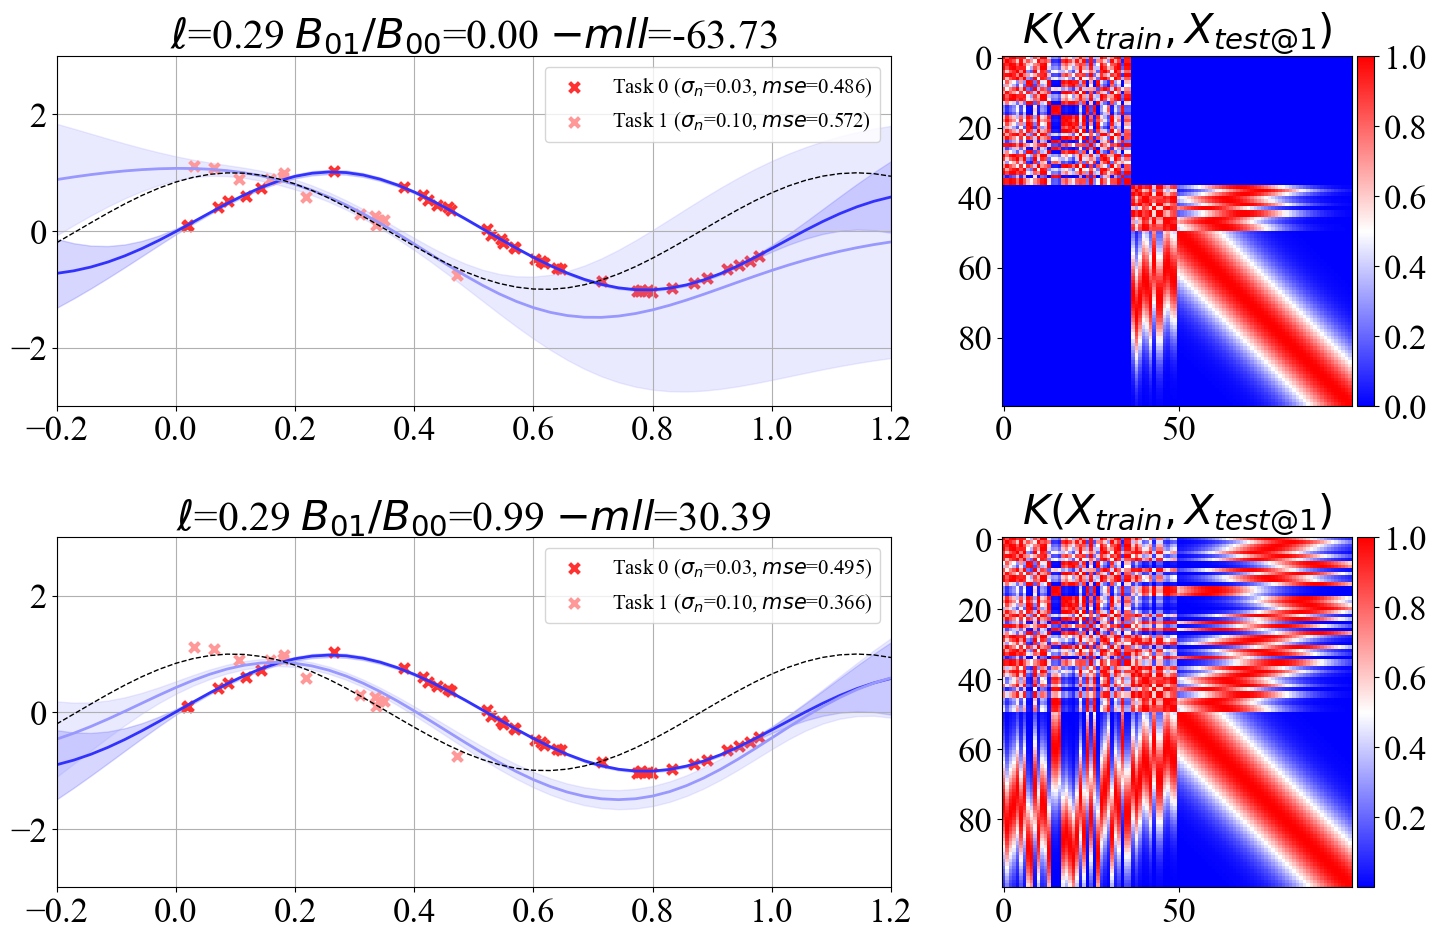 ℓ=0.29 B₀₁/B₀₀=0.00 −mll=-63.73
2
0
−2
−0.2 0.0 0.2 0.4 0.6 0.8 1.0 1.2
Task 0 (σₙ=0.03, mse=0.486)
Task 1 (σₙ=0.10, mse=0.572)
K(X_train, X_test@1)
0
20
40
60
80
0 50
1.0
0.8
0.6
0.4
0.2
0.0
ℓ=0.29 B₀₁/B₀₀=0.99 −mll=30.39
2
0
−2
−0.2 0.0 0.2 0.4 0.6 0.8 1.0 1.2
Task 0 (σₙ=0.03, mse=0.495)
Task 1 (σₙ=0.10, mse=0.366)
K(X_train, X_test@1)
0
20
40
60
80
0 50
1.0
0.8
0.6
0.4
0.2